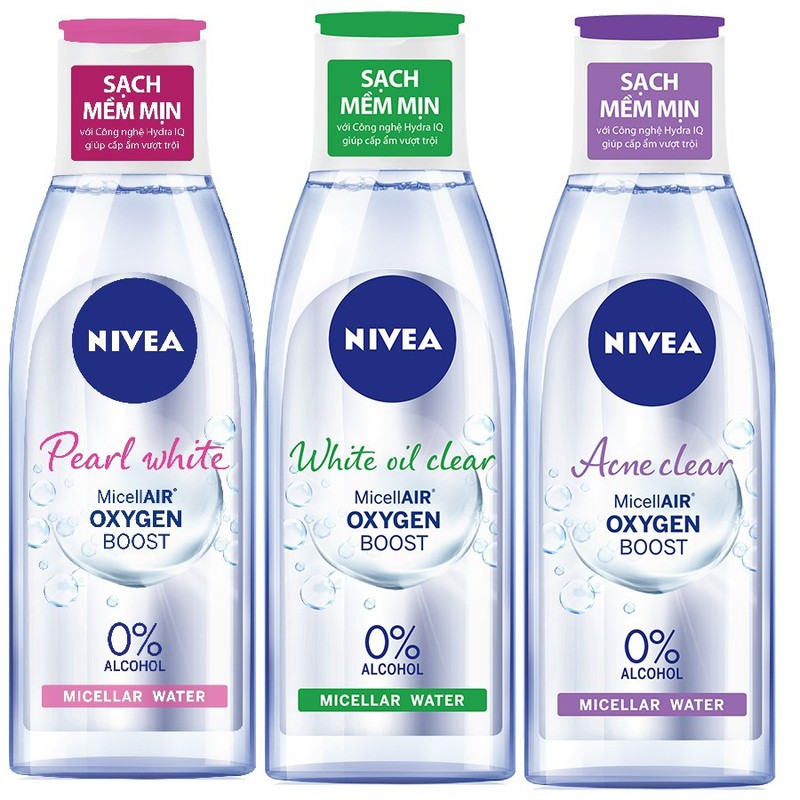 SẠCH
MỀM MỊN
với Công nghệ Hydra IQ
giúp cấp ẩm vượt trội
NIVEA
Pearl white
MicellAIR®
OXYGEN
BOOST
0%
ALCOHOL
MICELLAR WATER
SẠCH
MỀM MỊN
với Công nghệ Hydra IQ
giúp cấp ẩm vượt trội
NIVEA
White oil clear
MicellAIR®
OXYGEN
BOOST
0%
ALCOHOL
MICELLAR WATER
SẠCH
MỀM MỊN
với Công nghệ Hydra IQ
giúp cấp ẩm vượt trội
NIVEA
Acne clear
MicellAIR®
OXYGEN
BOOST
0%
ALCOHOL
MICELLAR WATER